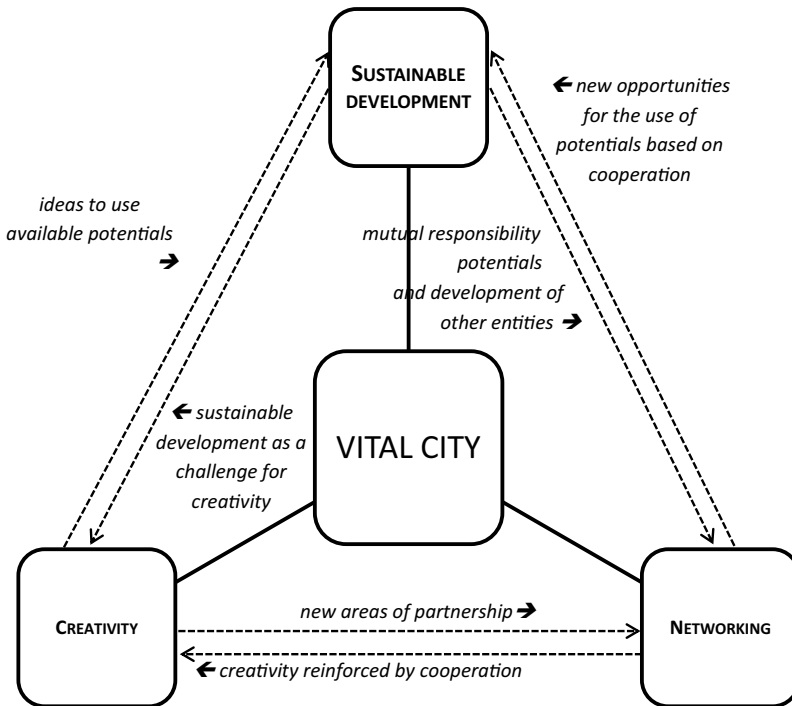 SUSTAINABLE
DEVELOPMENT
← new opportunities
for the use of
potentials based on
cooperation
ideas to use
available potentials
→
mutual responsibility
potentials
and development of
other entities →
← sustainable
development as a
challenge for
creativity
VITAL CITY
CREATIVITY
new areas of partnership →
← creativity reinforced by cooperation
NETWORKING